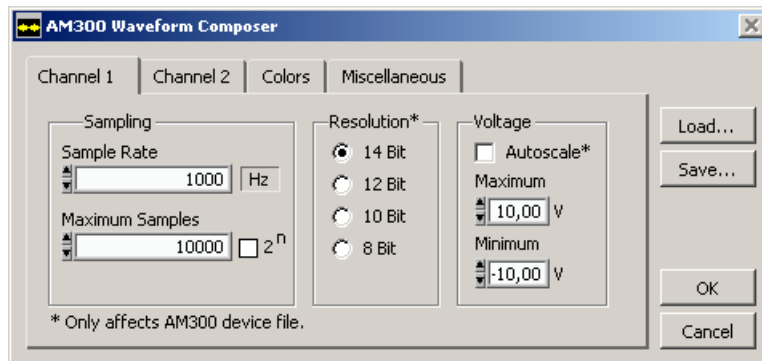 AM300 Waveform Composer
Channel 1
Channel 2
Colors
Miscellaneous
Sampling
Sample Rate
1000 Hz
Maximum Samples
10000 2ⁿ
Resolution*
14 Bit
12 Bit
10 Bit
8 Bit
Voltage
Autoscale*
Maximum
10,00 V
Minimum
-10,00 V
* Only affects AM300 device file.
Load...
Save...
OK
Cancel